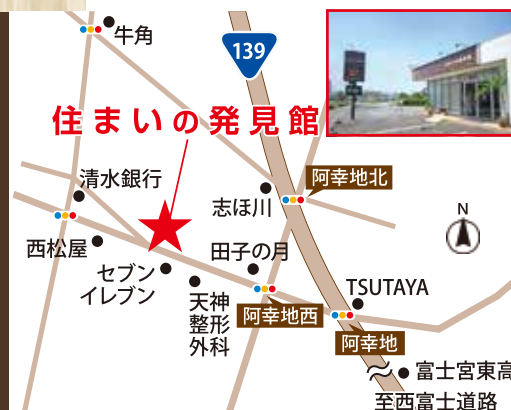 牛角
139
住まいの発見館
清水銀行
阿幸地北
志ほ川
西松屋
田子の月
N
セブン
イレブン
天神
整形
外科
阿幸地西
TSUTAYA
阿幸地
富士宮東高
至西富士道路